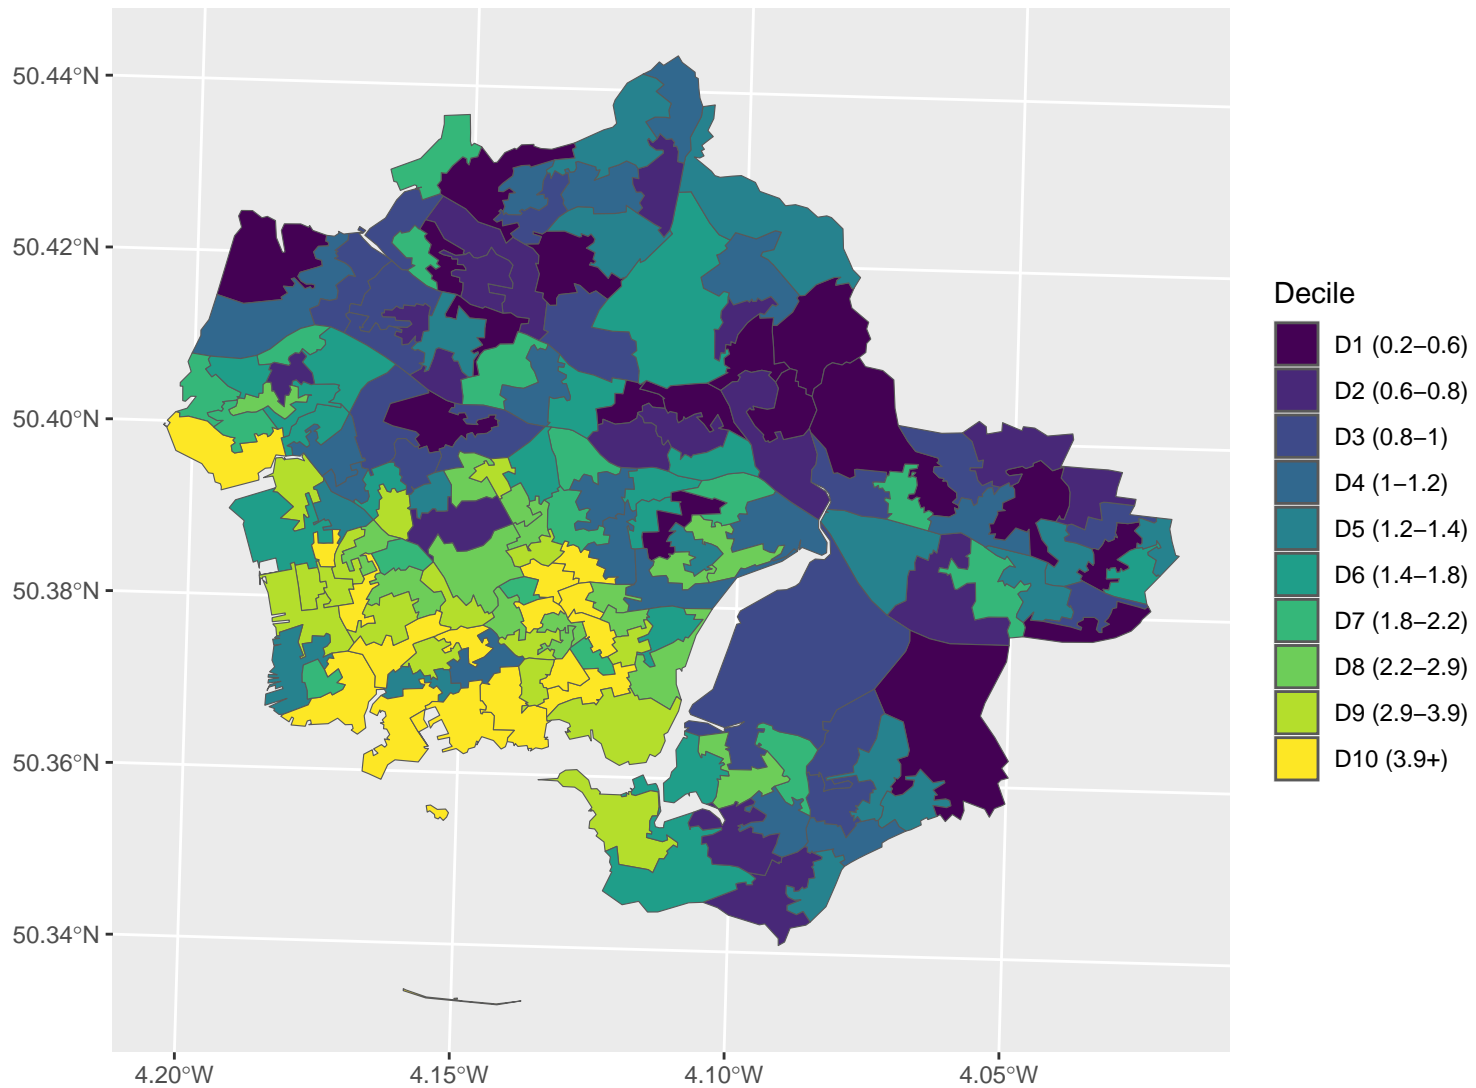 50.44°N
50.42°N
50.40°N
50.38°N
50.36°N
50.34°N
4.20°W
4.15°W
4.10°W
4.05°W
Decile
D1 (0.2–0.6)
D2 (0.6–0.8)
D3 (0.8–1)
D4 (1–1.2)
D5 (1.2–1.4)
D6 (1.4–1.8)
D7 (1.8–2.2)
D8 (2.2–2.9)
D9 (2.9–3.9)
D10 (3.9+)